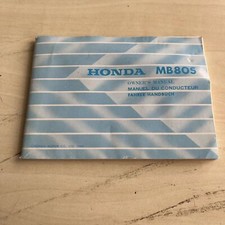 HONDA MB80S
OWNER'S MANUAL
MANUEL DU CONDUCTEUR
FAHRER-HANDBUCH